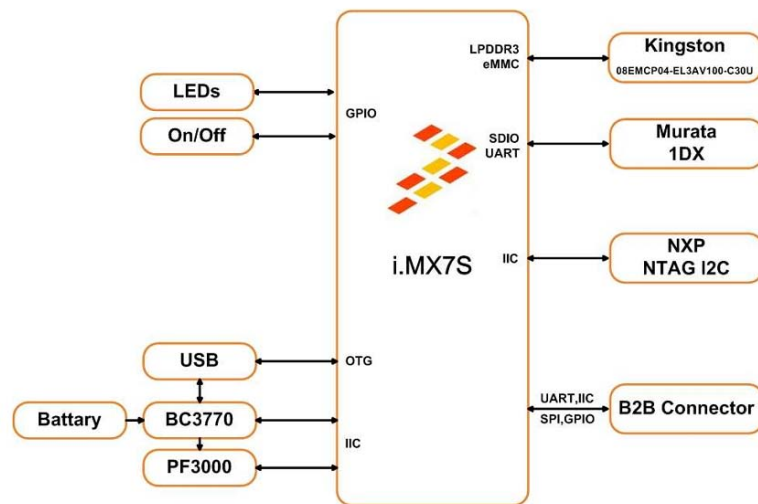 LEDs
On/Off
GPIO
USB
OTG
Battary
BC3770
IIC
PF3000
i.MX7S
LPDDR3
eMMC
Kingston
08EMCP04-EL3AV100-C30U
SDIO
UART
Murata
1DX
IIC
NXP
NTAG I2C
UART,IIC
SPI,GPIO
B2B Connector